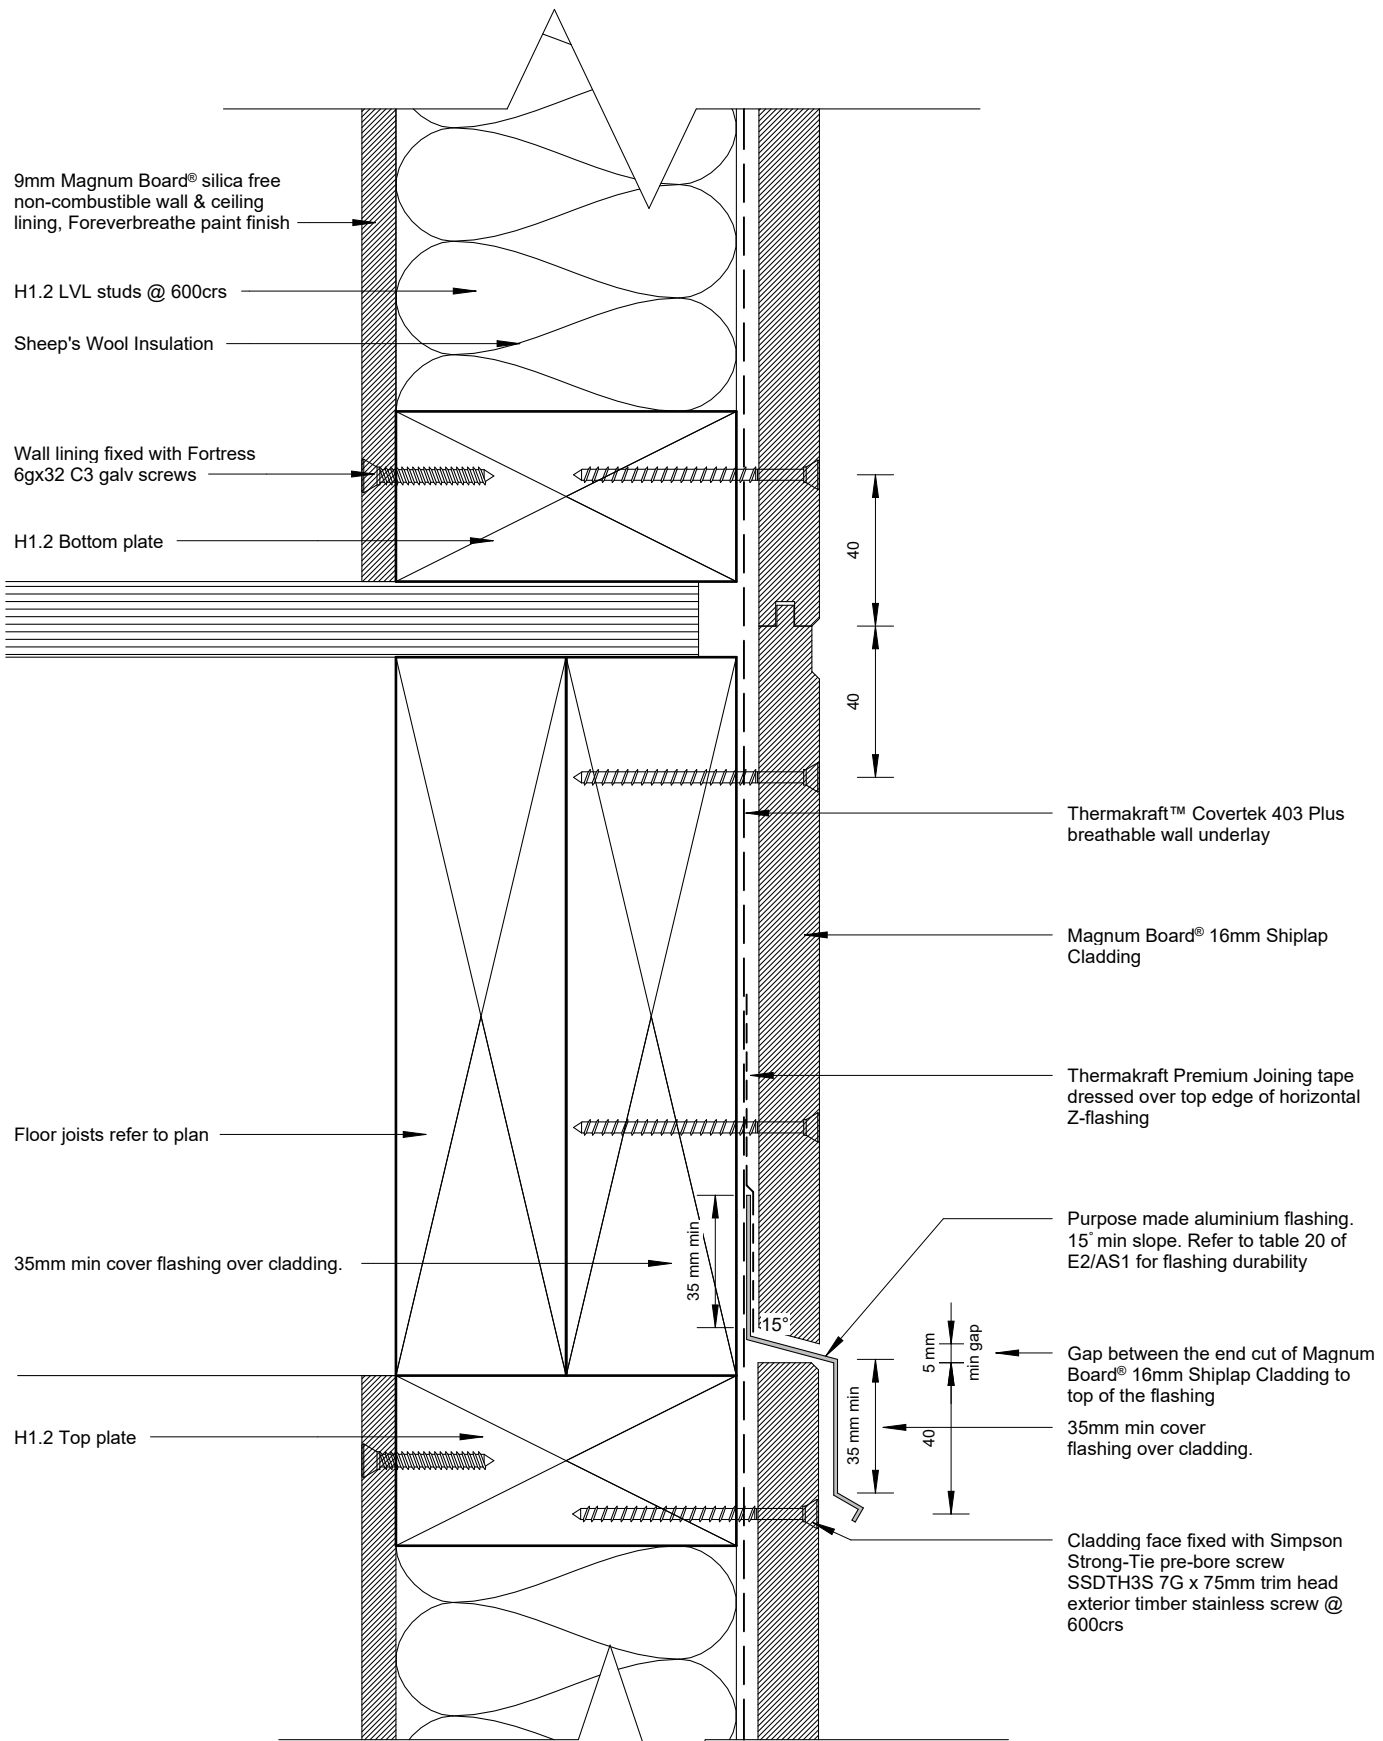 9mm Magnum Board® silica free
non-combustible wall & ceiling
lining, Foreverbreathe paint finish
H1.2 LVL studs @ 600crs
Sheep's Wool Insulation
Wall lining fixed with Fortress
6gx32 C3 galv screws
H1.2 Bottom plate
40
40
Thermakraft™ Covertek 403 Plus
breathable wall underlay
Magnum Board® 16mm Shiplap
Cladding
Thermakraft Premium Joining tape
dressed over top edge of horizontal
Z-flashing
Floor joists refer to plan
35mm min cover flashing over cladding.
35 mm min
15°
Purpose made aluminium flashing.
15° min slope. Refer to table 20 of
E2/AS1 for flashing durability
5 mm
min gap
Gap between the end cut of Magnum
Board® 16mm Shiplap Cladding to
top of the flashing
35 mm min
40
35mm min cover
flashing over cladding.
H1.2 Top plate
Cladding face fixed with Simpson
Strong-Tie pre-bore screw
SSDTH3S 7G x 75mm trim head
exterior timber stainless screw @
600crs